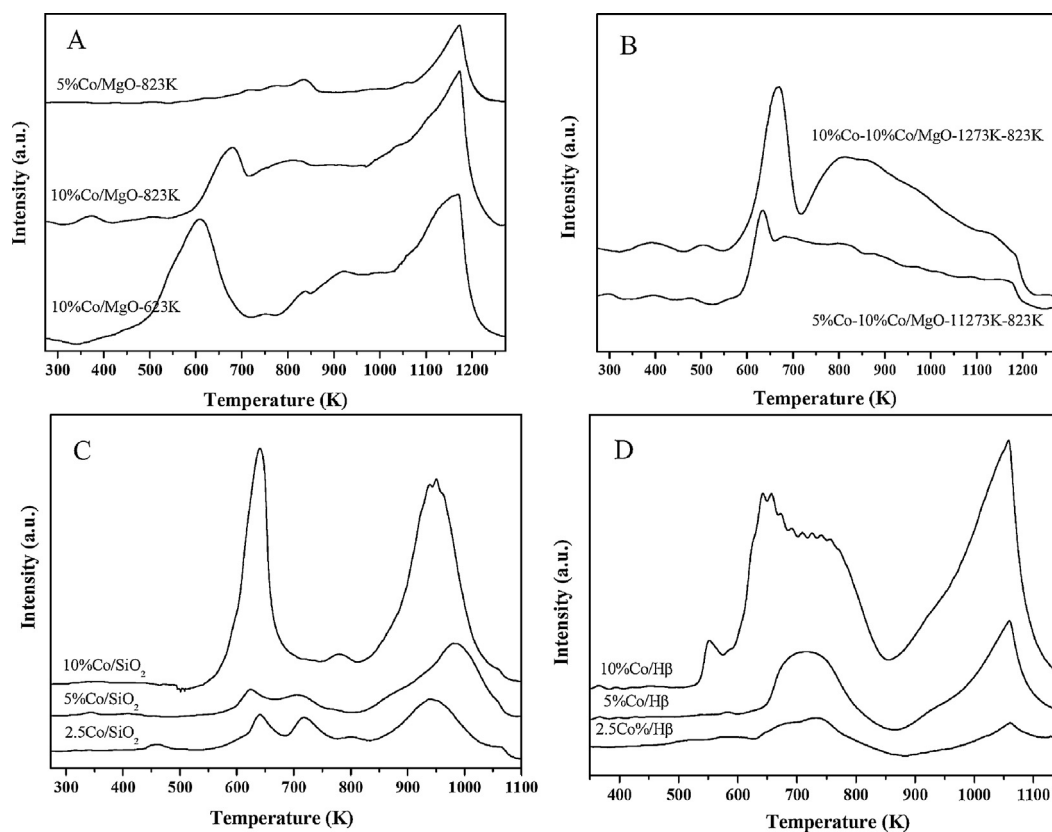 A
5%Co/MgO-823K
10%Co/MgO-823K
10%Co/MgO-623K
Intensity (a.u.)
300 400 500 600 700 800 900 1000 1100 1200
Temperature (K)
B
10%Co-10%Co/MgO-1273K-823K
5%Co-10%Co/MgO-11273K-823K
Intensity (a.u.)
300 400 500 600 700 800 900 1000 1100 1200
Temperature (K)
C
10%Co/SiO₂
5%Co/SiO₂
2.5Co/SiO₂
Intensity (a.u.)
300 400 500 600 700 800 900 1000 1100
Temperature (K)
D
10%Co/Hβ
5%Co/Hβ
2.5Co%/Hβ
Intensity (a.u.)
400 500 600 700 800 900 1000 1100
Temperature (K)